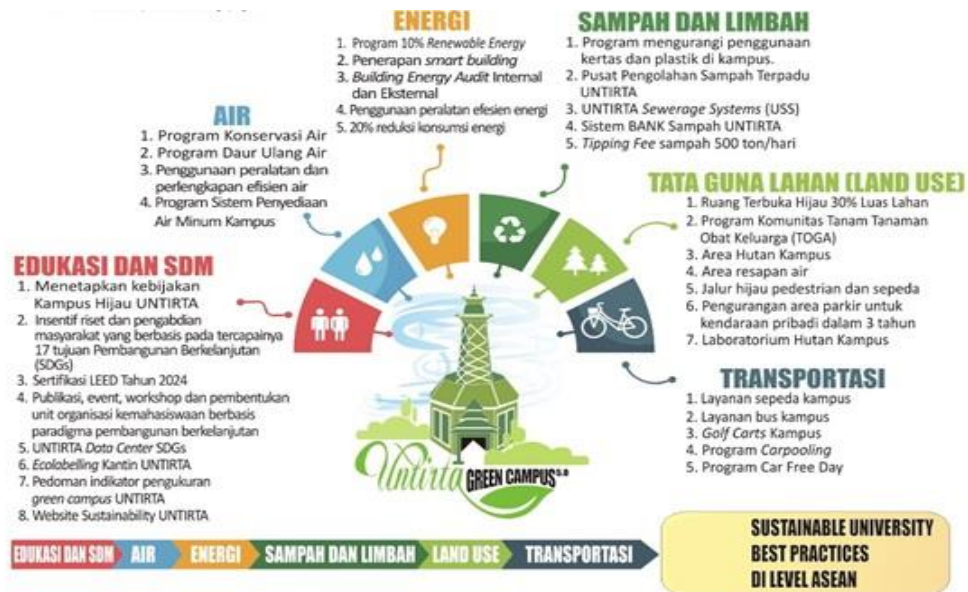 ENERGI
1. Program 10% Renewable Energy
2. Penerapan smart building
3. Building Energy Audit Internal
dan Eksternal
4. Penggunaan peralatan efesien energi
5. 20% reduksi konsumsi energi
SAMPAH DAN LIMBAH
1. Program mengurangi penggunaan
kertas dan plastik di kampus.
2. Pusat Pengolahan Sampah Terpadu
UNTIRTA
3. UNTIRTA Sewerage Systems (USS)
4. Sistem BANK Sampah UNTIRTA
5. Tipping Fee sampah 500 ton/hari
AIR
1. Program Konservasi Air
2. Program Daur Ulang Air
3. Penggunaan peralatan dan
perlengkapan efisien air
4. Program Sistem Penyediaan
Air Minum Kampus
TATA GUNA LAHAN (LAND USE)
1. Ruang Terbuka Hijau 30% Luas Lahan
2. Program Komunitas Tanam Tanaman
Obat Keluarga (TOGA)
3. Area Hutan Kampus
4. Area resapan air
5. Jalur hijau pedestrian dan sepeda
6. Pengurangan area parkir untuk
kendaraan pribadi dalam 3 tahun
7. Laboratorium Hutan Kampus
EDUKASI DAN SDM
1. Menetapkan kebijakan
Kampus Hijau UNTIRTA
2. Insentif riset dan pengabdian
masyarakat yang berbasis pada tercapainya
17 tujuan Pembangunan Berkelanjutan
(SDGs)
3. Sertifikasi LEED Tahun 2024
4. Publikasi, event, workshop dan pembentukan
unit organisasi kemahasiswaan berbasis
paradigma pembangunan berkelanjutan
5. UNTIRTA Data Center SDGs
6. Ecolabelling Kantin UNTIRTA
7. Pedoman indikator pengukuran
green campus UNTIRTA
8. Website Sustainability UNTIRTA
TRANSPORTASI
1. Layanan sepeda kampus
2. Layanan bus kampus
3. Golf Carts Kampus
4. Program Carpooling
5. Program Car Free Day
Untirta GREEN CAMPUS 5.0
EDUKASI DAN SDM AIR ENERGI SAMPAH DAN LIMBAH LAND USE TRANSPORTASI
SUSTAINABLE UNIVERSITY
BEST PRACTICES
DI LEVEL ASEAN